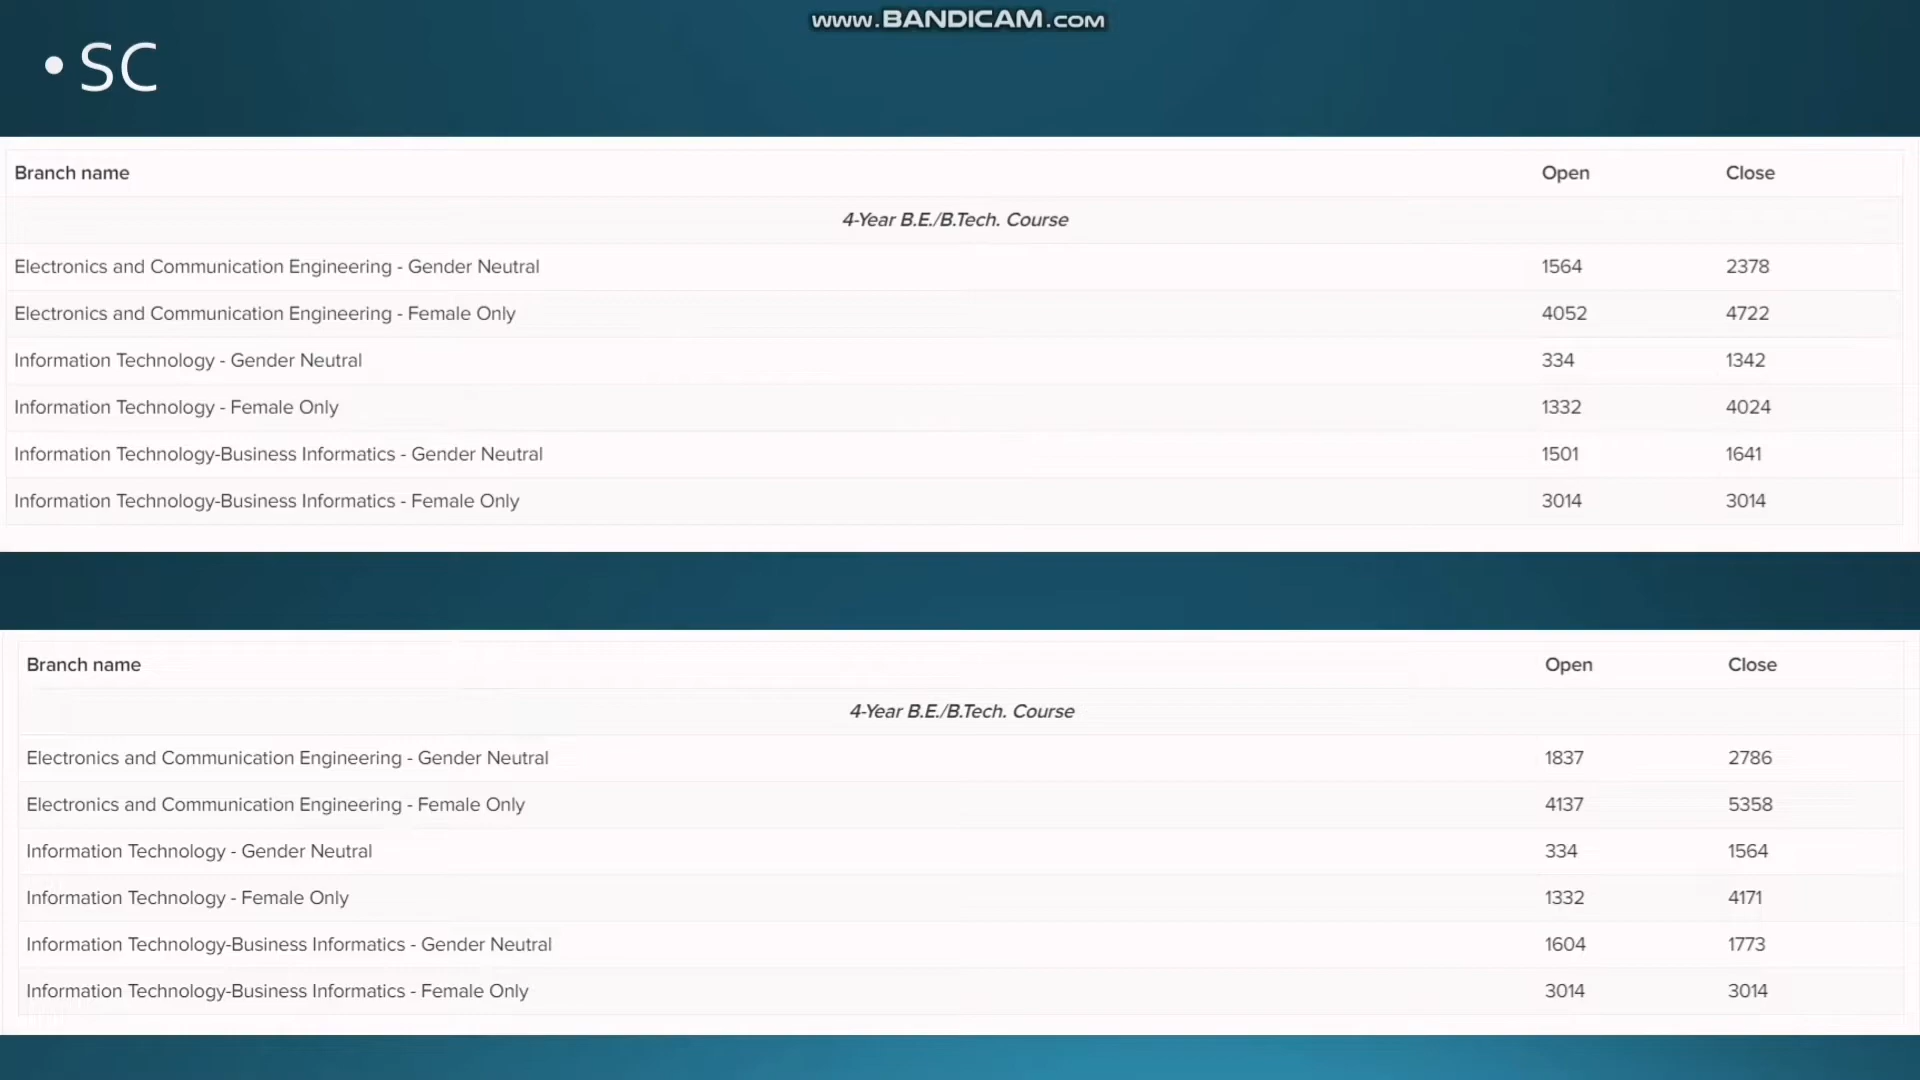 www.BANDICAM.COM
• SC
Branch name Open Close
4-Year B.E./B.Tech. Course
Electronics and Communication Engineering - Gender Neutral 1564 2378
Electronics and Communication Engineering - Female Only 4052 4722
Information Technology - Gender Neutral 334 1342
Information Technology - Female Only 1332 4024
Information Technology-Business Informatics - Gender Neutral 1501 1641
Information Technology-Business Informatics - Female Only 3014 3014
Branch name Open Close
4-Year B.E./B.Tech. Course
Electronics and Communication Engineering - Gender Neutral 1837 2786
Electronics and Communication Engineering - Female Only 4137 5358
Information Technology - Gender Neutral 334 1564
Information Technology - Female Only 1332 4171
Information Technology-Business Informatics - Gender Neutral 1604 1773
Information Technology-Business Informatics - Female Only 3014 3014